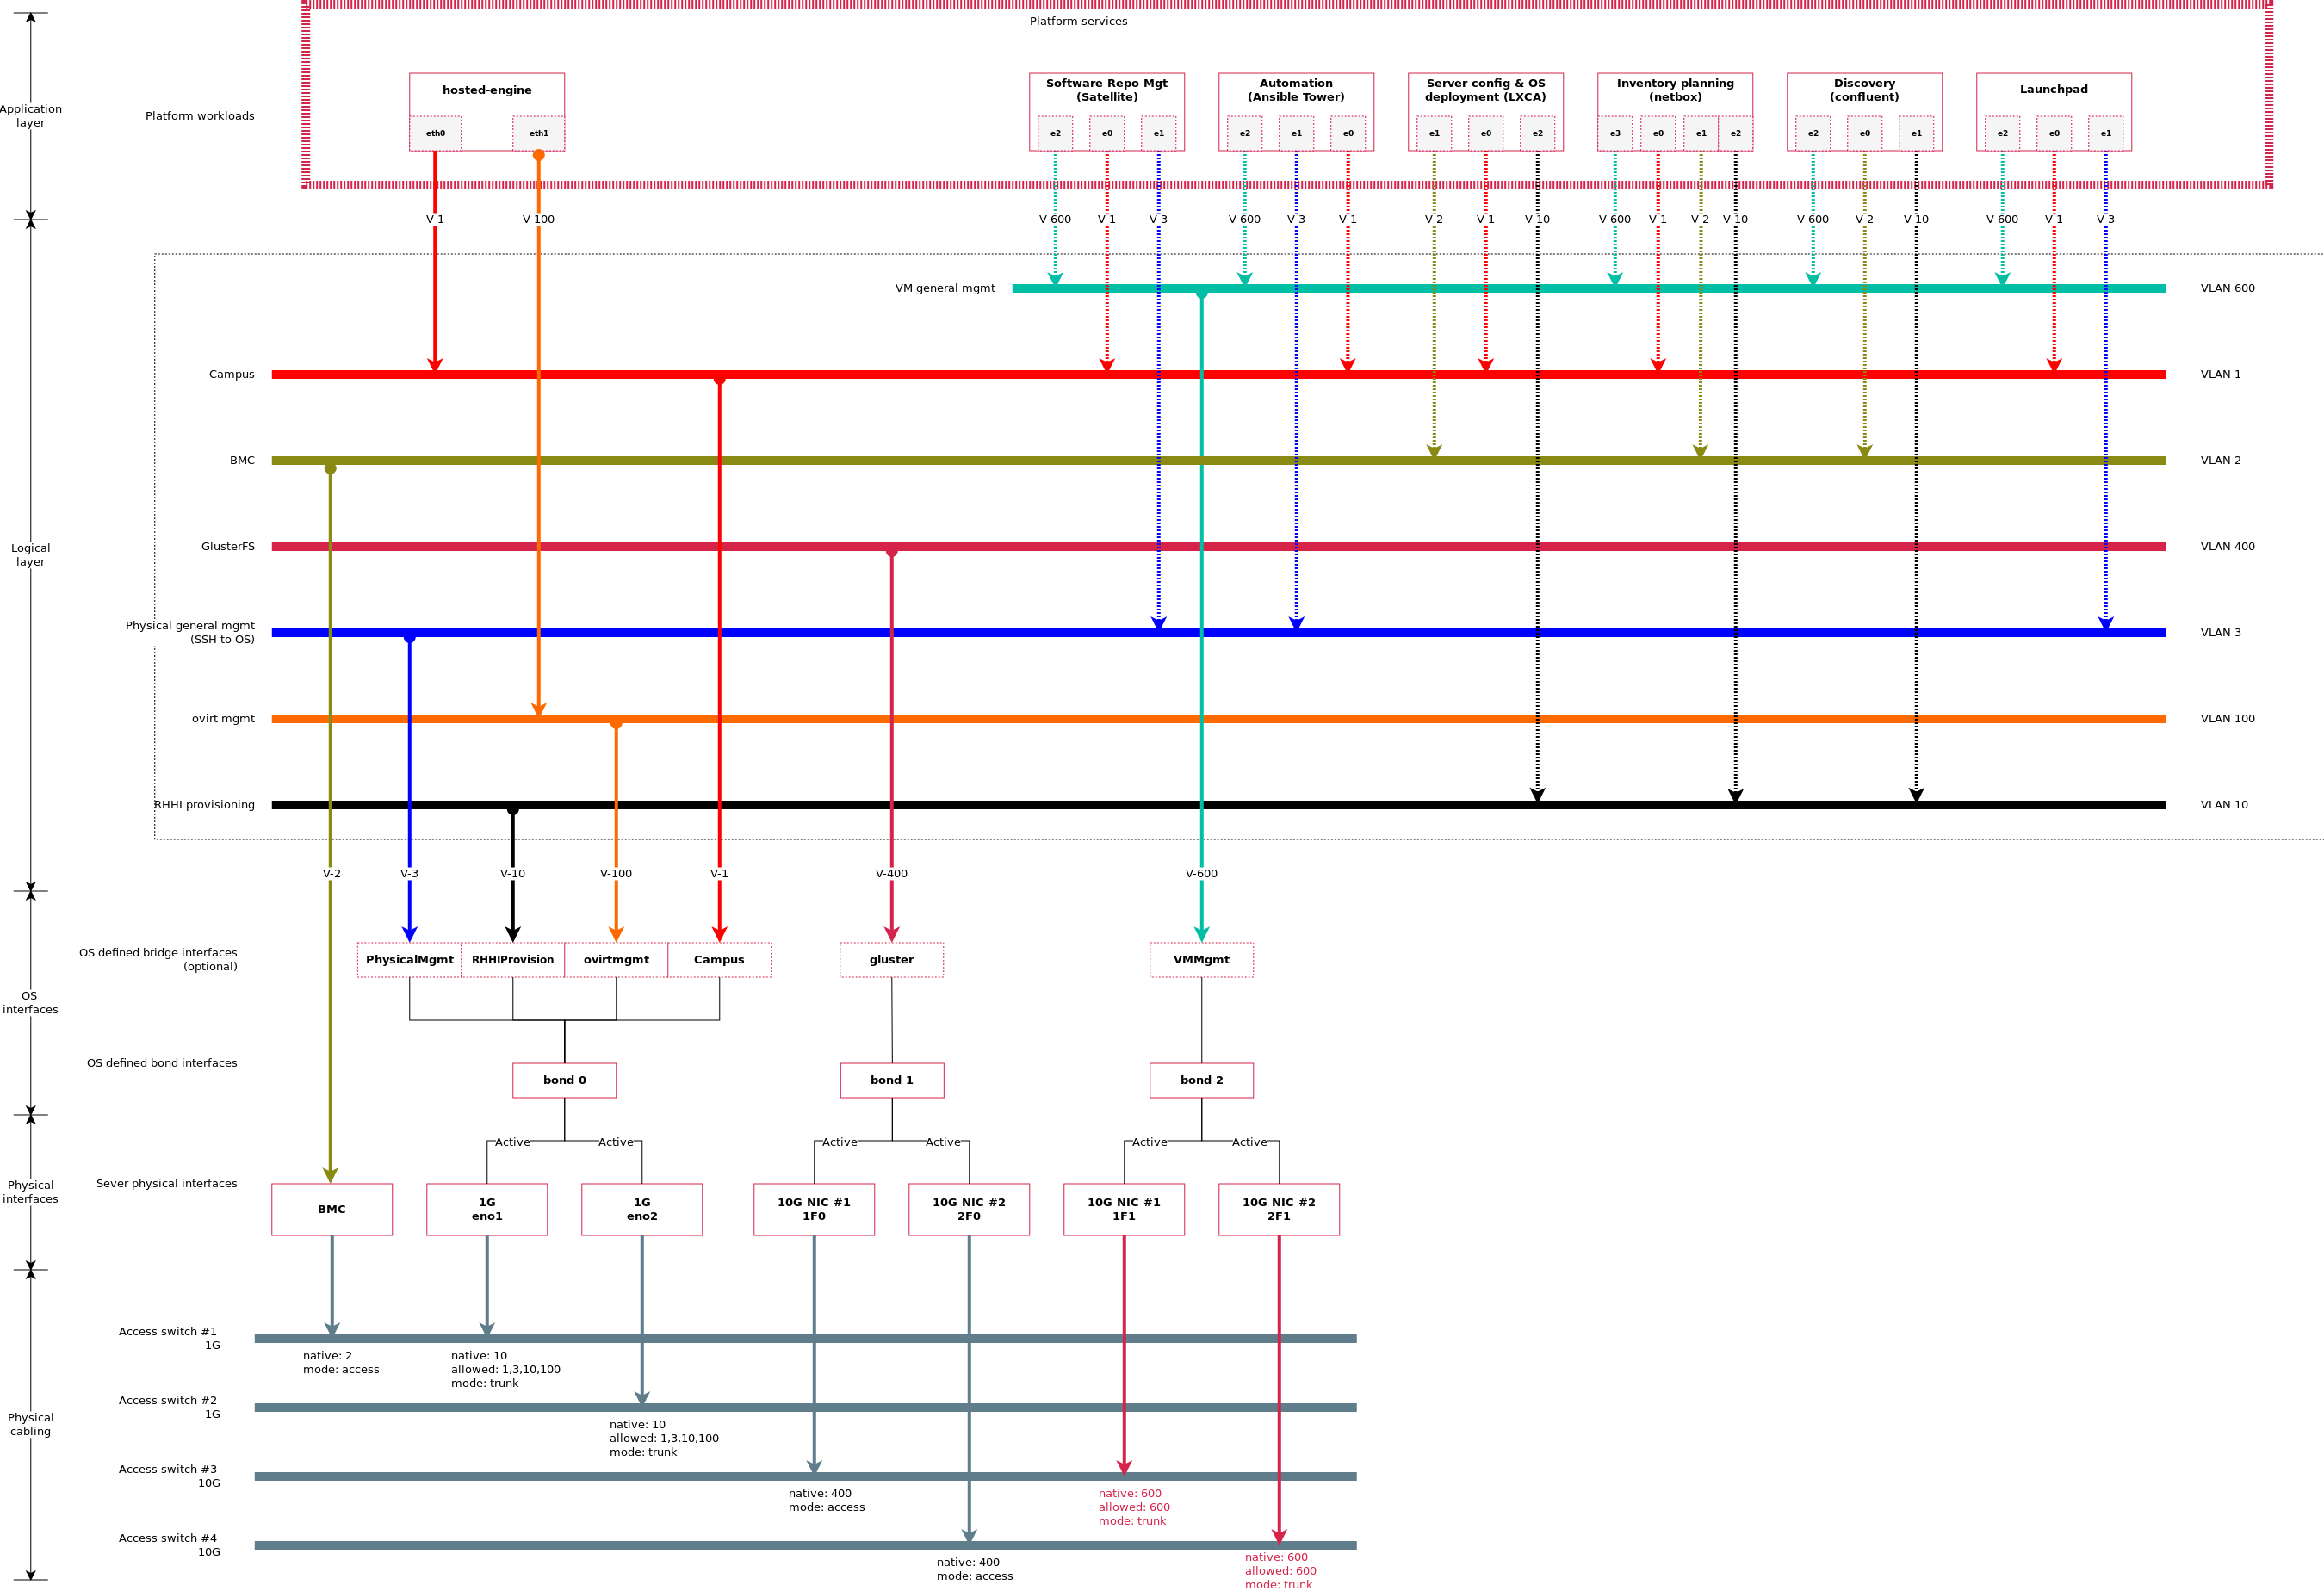 Platform services
Application
layer
Platform workloads
hosted-engine
eth0
eth1
Software Repo Mgt
(Satellite)
e2
e0
e1
Automation
(Ansible Tower)
e2
e1
e0
Server config & OS
deployment (LXCA)
e1
e0
e2
Inventory planning
(netbox)
e3
e0
e1
e2
Discovery
(confluent)
e2
e0
e1
Launchpad
e2
e0
e1
V-1
V-100
V-600
V-1
V-3
V-600
V-3
V-1
V-2
V-1
V-10
V-600
V-1
V-2
V-10
V-600
V-2
V-10
V-600
V-1
V-3
Logical
layer
VM general mgmt
VLAN 600
Campus
VLAN 1
BMC
VLAN 2
GlusterFS
VLAN 400
Physical general mgmt
(SSH to OS)
VLAN 3
ovirt mgmt
VLAN 100
RHHI provisioning
VLAN 10
V-2
V-3
V-10
V-100
V-1
V-400
V-600
OS
interfaces
OS defined bridge interfaces
(optional)
PhysicalMgmt
RHHIProvision
ovirtmgmt
Campus
gluster
VMMgmt
OS defined bond interfaces
bond 0
bond 1
bond 2
Active
Active
Active
Active
Active
Active
Physical
interfaces
Sever physical interfaces
BMC
1G
eno1
1G
eno2
10G NIC #1
1F0
10G NIC #2
2F0
10G NIC #1
1F1
10G NIC #2
2F1
Physical
cabling
Access switch #1
1G
native: 2
mode: access
native: 10
allowed: 1,3,10,100
mode: trunk
Access switch #2
1G
native: 10
allowed: 1,3,10,100
mode: trunk
Access switch #3
10G
native: 400
mode: access
native: 600
allowed: 600
mode: trunk
Access switch #4
10G
native: 400
mode: access
native: 600
allowed: 600
mode: trunk